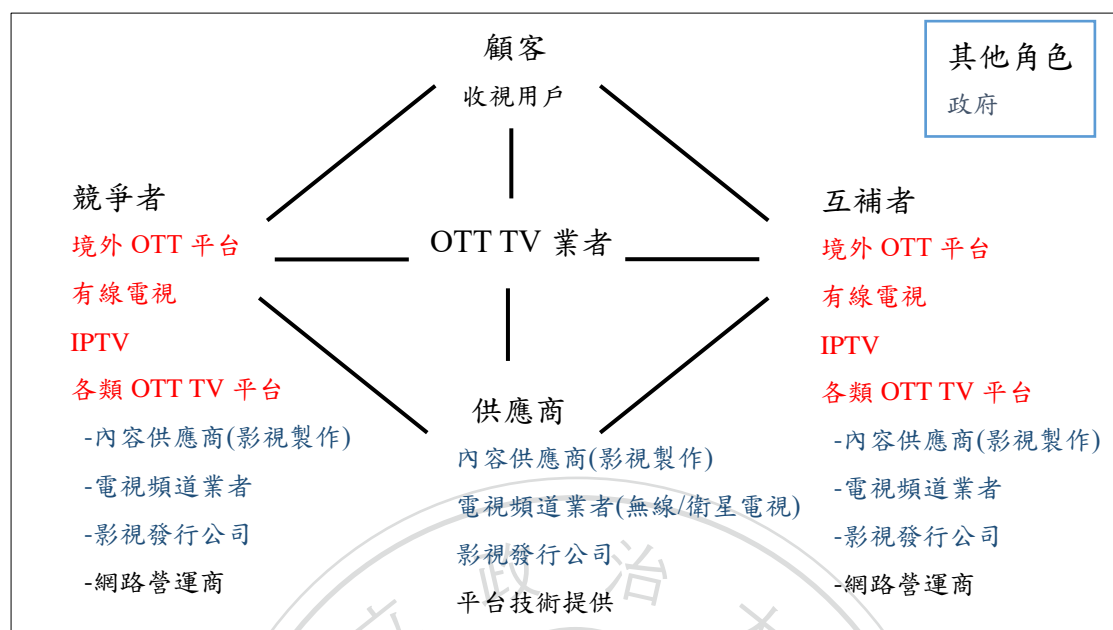 顧客
收視用戶
其他角色
政府
競爭者
境外 OTT 平台
有線電視
IPTV
各類 OTT TV 平台
-內容供應商(影視製作)
-電視頻道業者
-影視發行公司
-網路營運商
OTT TV 業者
供應商
內容供應商(影視製作)
電視頻道業者(無線/衛星電視)
影視發行公司
平台技術提供
互補者
境外 OTT 平台
有線電視
IPTV
各類 OTT TV 平台
-內容供應商(影視製作)
-電視頻道業者
-影視發行公司
-網路營運商
立政治大